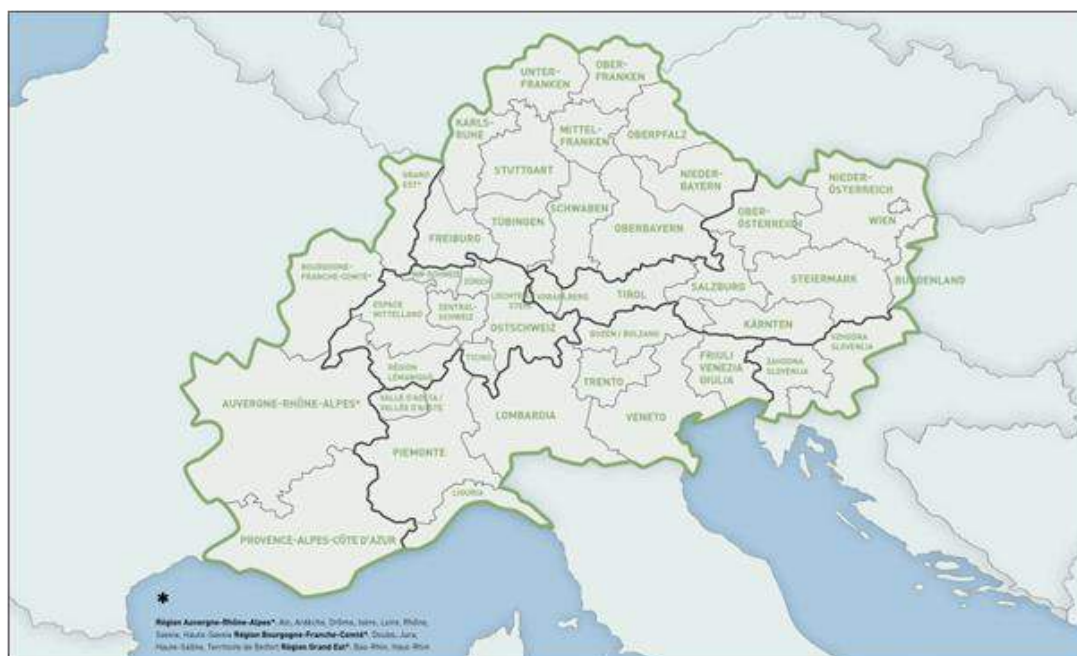 UNTER-
FRANKEN
OBER-
FRANKEN
KARLS-
RUHE
MITTEL-
FRANKEN
OBERPFALZ
GRAND
EST*
STUTTGART
NIEDER-
BAYERN
NIEDER-
ÖSTERREICH
TÜBINGEN
SCHWABEN
OBERBAYERN
OBER-
ÖSTERREICH
WIEN
FREIBURG
BOURGOGNE-
FRANCHE-COMTÉ*
ZÜRICH
TIROL
SALZBURG
STEIERMARK
ESPACE
MITTELLAND
ZENTRAL-
SCHWEIZ
LIECHTEN-
STEIN
VORARLBERG
OSTSCHWEIZ
KÄRNTEN
BOZEN / BOLZANO
VZHODNA
SLOVENIJA
RÉGION
LÉMANIQUE
TICINO
TRENTO
FRIULI
VENEZIA
GIULIA
ZAHODNA
SLOVENIJA
AUVERGNE-RHÔNE-ALPES*
VALLE D'AOSTA /
VALLÉE D'AOSTE
LOMBARDIA
VENETO
PIEMONTE
LIGURIA
PROVENCE-ALPES-CÔTE D'AZUR
*
Région Auvergne-Rhône-Alpes*: Ain, Ardèche, Drôme, Isère, Loire, Rhône,
Savoie, Haute-Savoie Région Bourgogne-Franche-Comté*: Doubs, Jura,
Haute-Saône, Territoire de Belfort Région Grand Est*: Bas-Rhin, Haut-Rhin